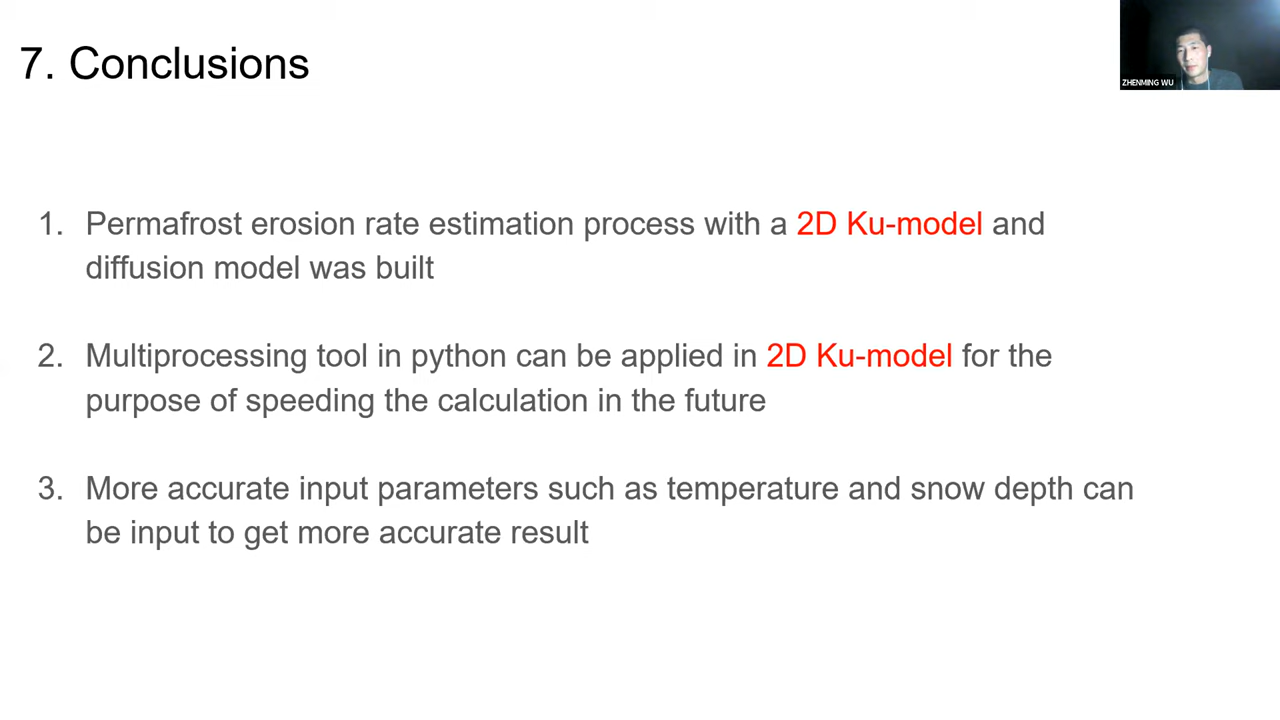 7. Conclusions
ZHENMING WU
1. Permafrost erosion rate estimation process with a 2D Ku-model and
diffusion model was built
2. Multiprocessing tool in python can be applied in 2D Ku-model for the
purpose of speeding the calculation in the future
3. More accurate input parameters such as temperature and snow depth can
be input to get more accurate result